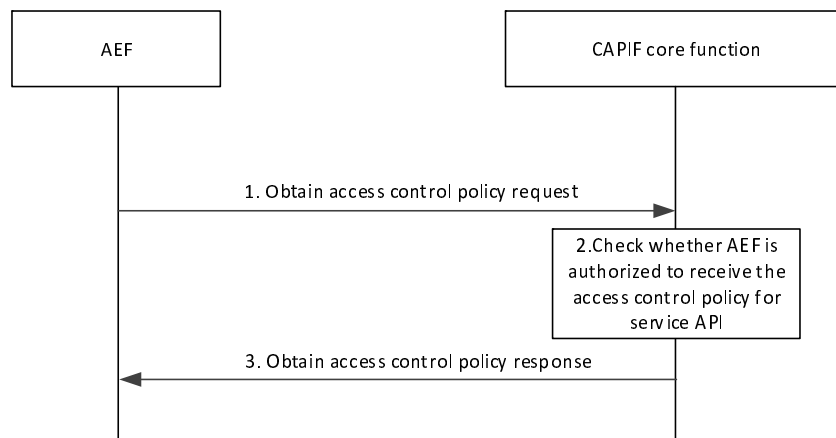 AEF
CAPIF core function
1. Obtain access control policy request
2.Check whether AEF is
authorized to receive the
access control policy for
service API
3. Obtain access control policy response